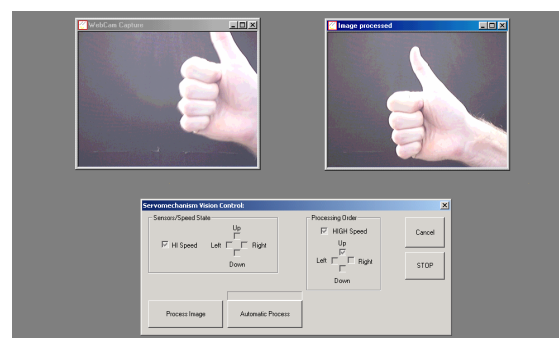 WebCam Capture
Image processed
Servomechanism Vision Control:
Sensors/Speed State
Up
HI Speed
Left
Right
Down
Processing Order
HIGH Speed
Up
Left
Right
Down
Cancel
STOP
Process Image
Automatic Process